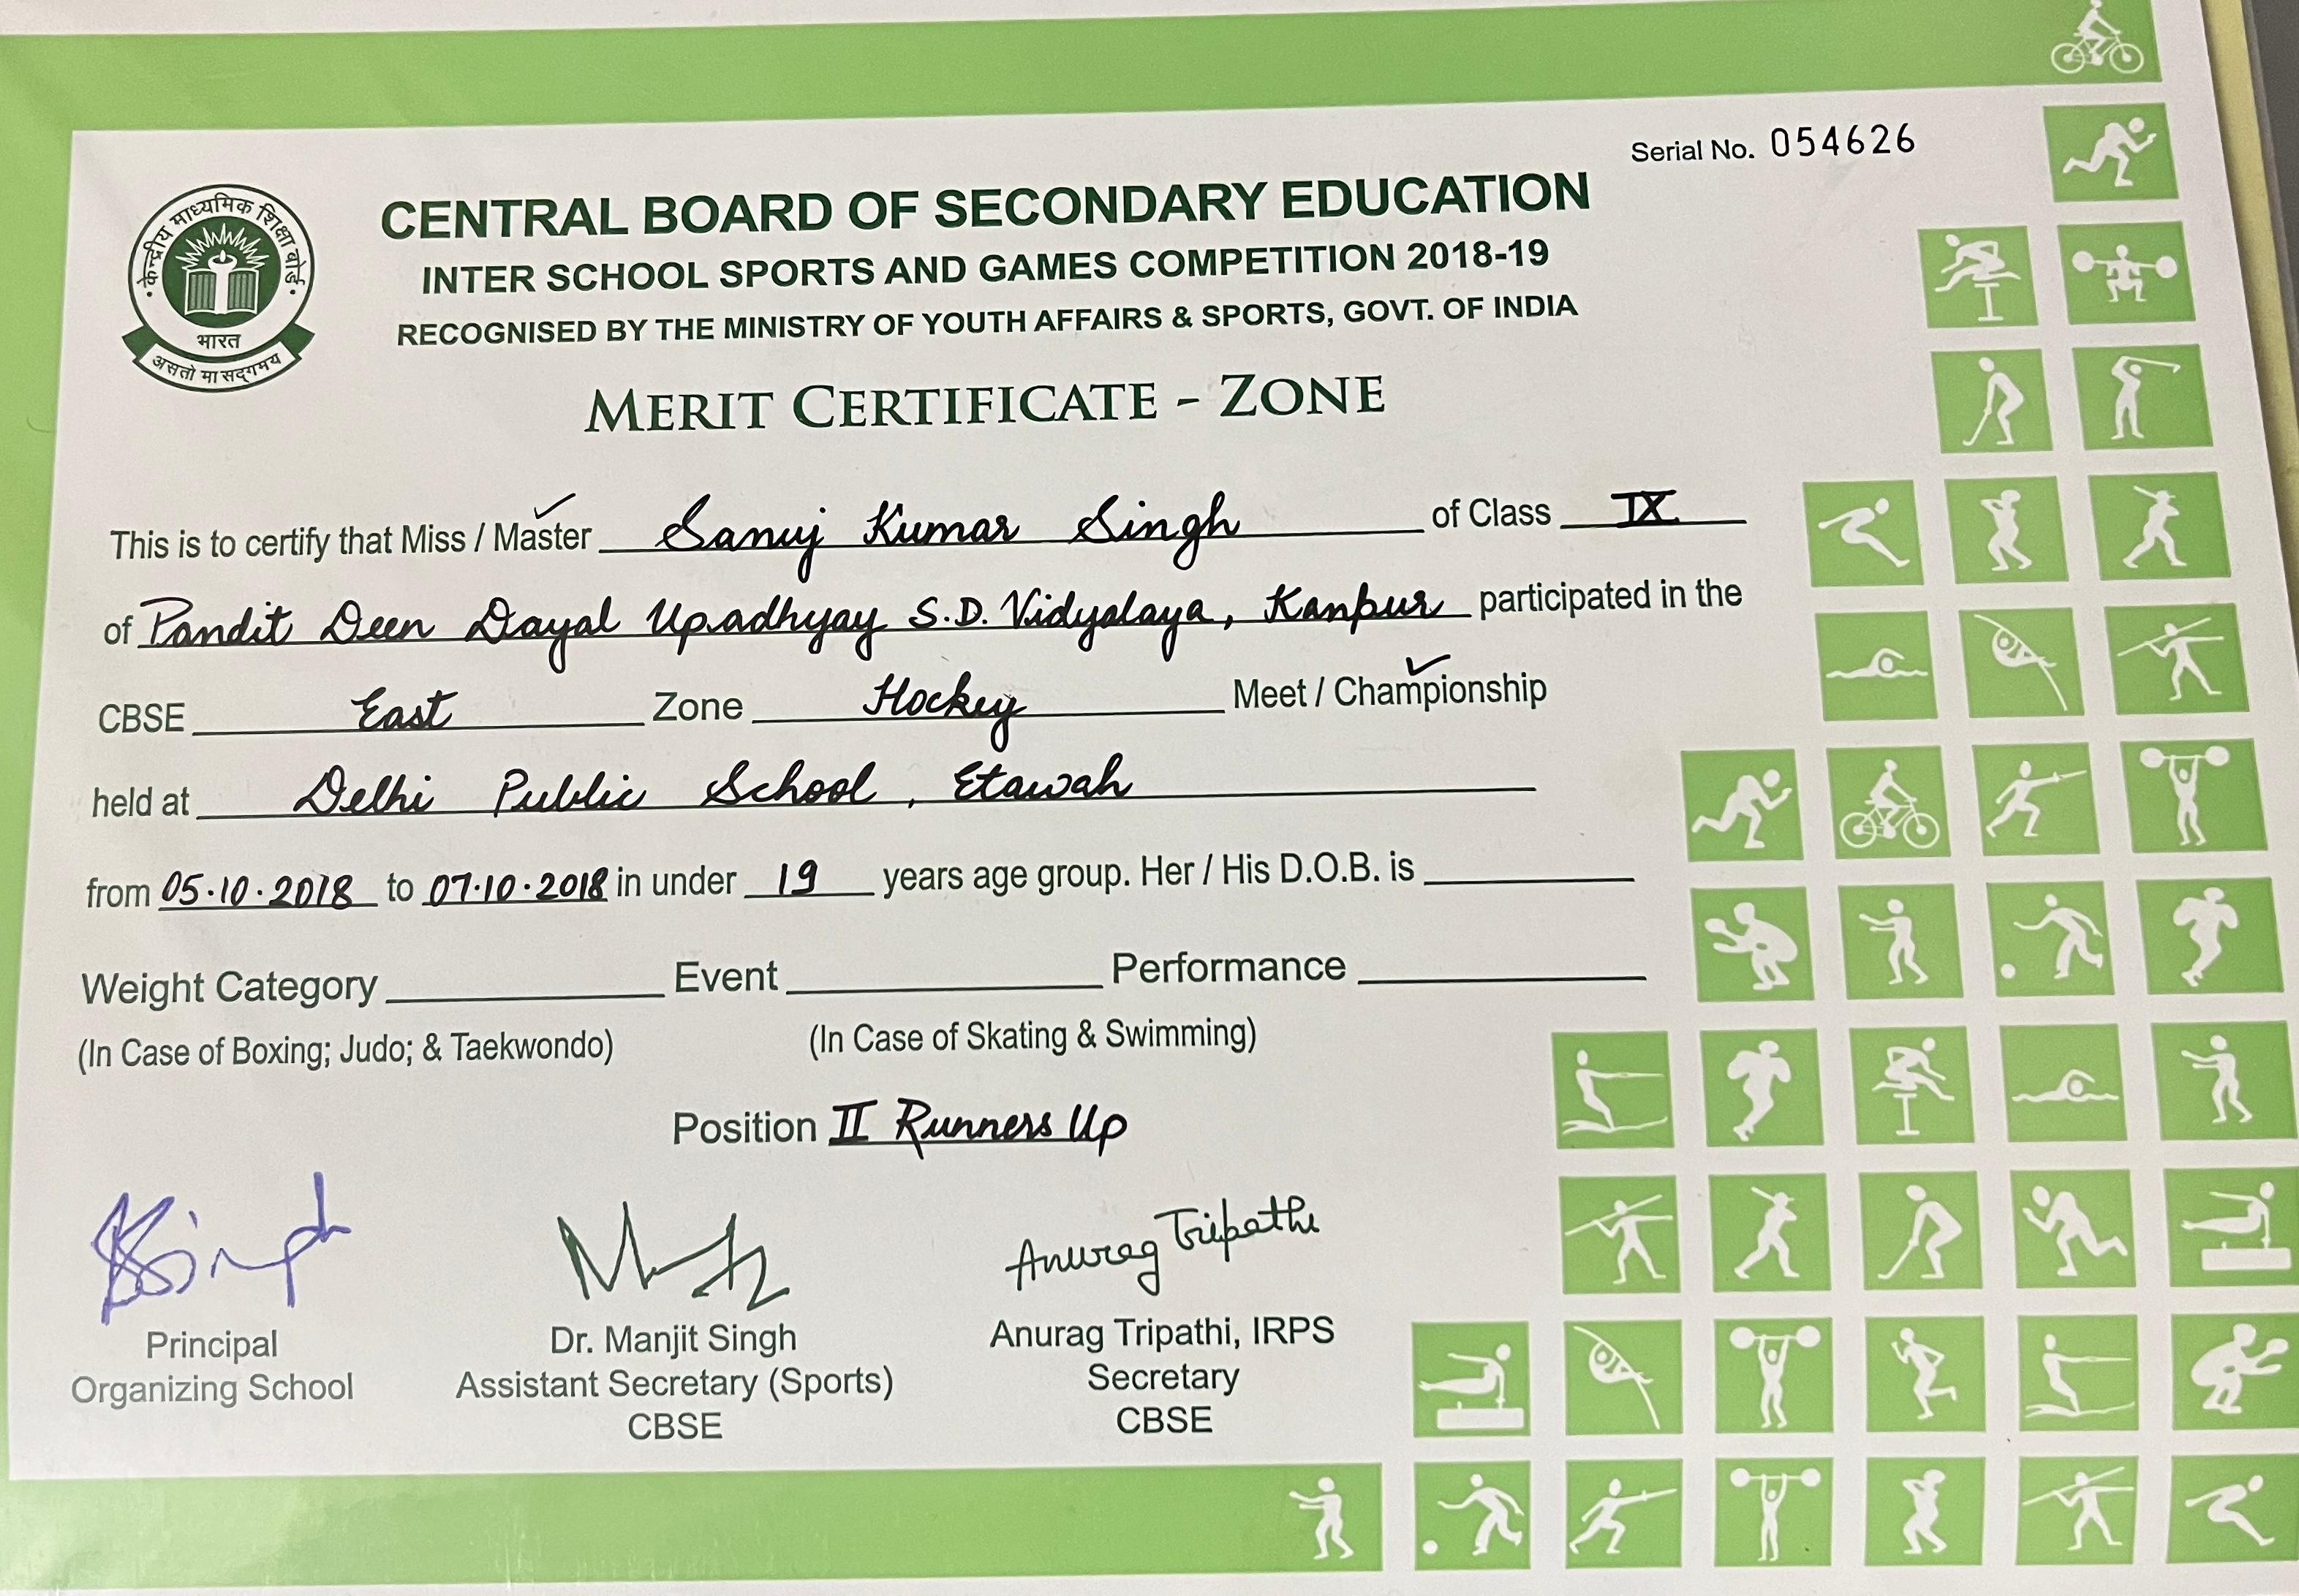 Serial No. 054626
केन्द्रीय माध्यमिक शिक्षा बोर्ड
भारत
असतो मा सद्गमय
CENTRAL BOARD OF SECONDARY EDUCATION
INTER SCHOOL SPORTS AND GAMES COMPETITION 2018-19
RECOGNISED BY THE MINISTRY OF YOUTH AFFAIRS & SPORTS, GOVT. OF INDIA
MERIT CERTIFICATE - ZONE
This is to certify that Miss / Master Sanuj Kumar Singh of Class IX
of Pandit Deen Dayal Upadhyay S.D. Vidyalaya, Kanpur participated in the
CBSE East Zone Hockey Meet / Championship
held at Delhi Public School, Etawah
from 05.10.2018 to 07.10.2018 in under 19 years age group. Her / His D.O.B. is
Weight Category Event Performance
(In Case of Boxing; Judo; & Taekwondo) (In Case of Skating & Swimming)
Position II Runners Up
Anurag Tripathi
Principal
Organizing School
Dr. Manjit Singh
Assistant Secretary (Sports)
CBSE
Anurag Tripathi, IRPS
Secretary
CBSE